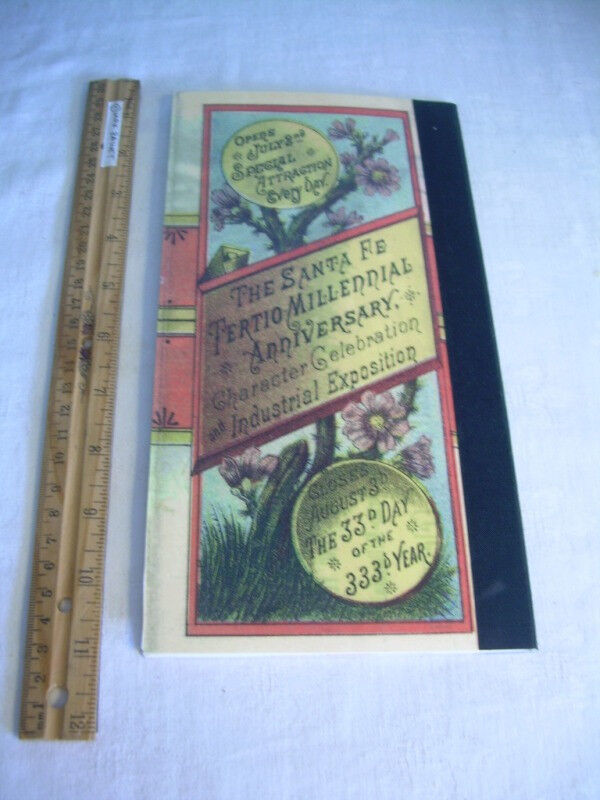 OPENS
JULY 2ND
SPECIAL
ATTRACTION
EVERY DAY.
THE SANTA FE
TERTIO MILLENNIAL
ANNIVERSARY,
Character Celebration
and Industrial Exposition
CLOSES
AUGUST 3D
THE 33D DAY
OF THE
333D YEAR.